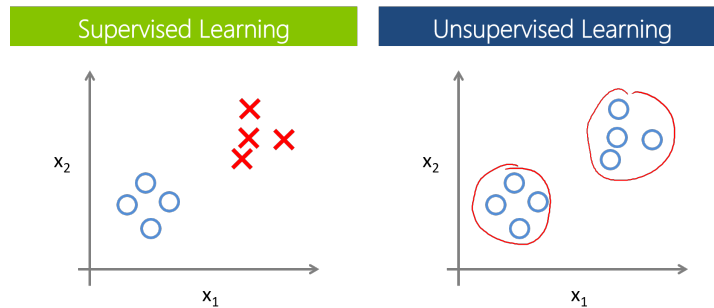 Supervised Learning
Unsupervised Learning
x₂
x₁
x₂
x₁